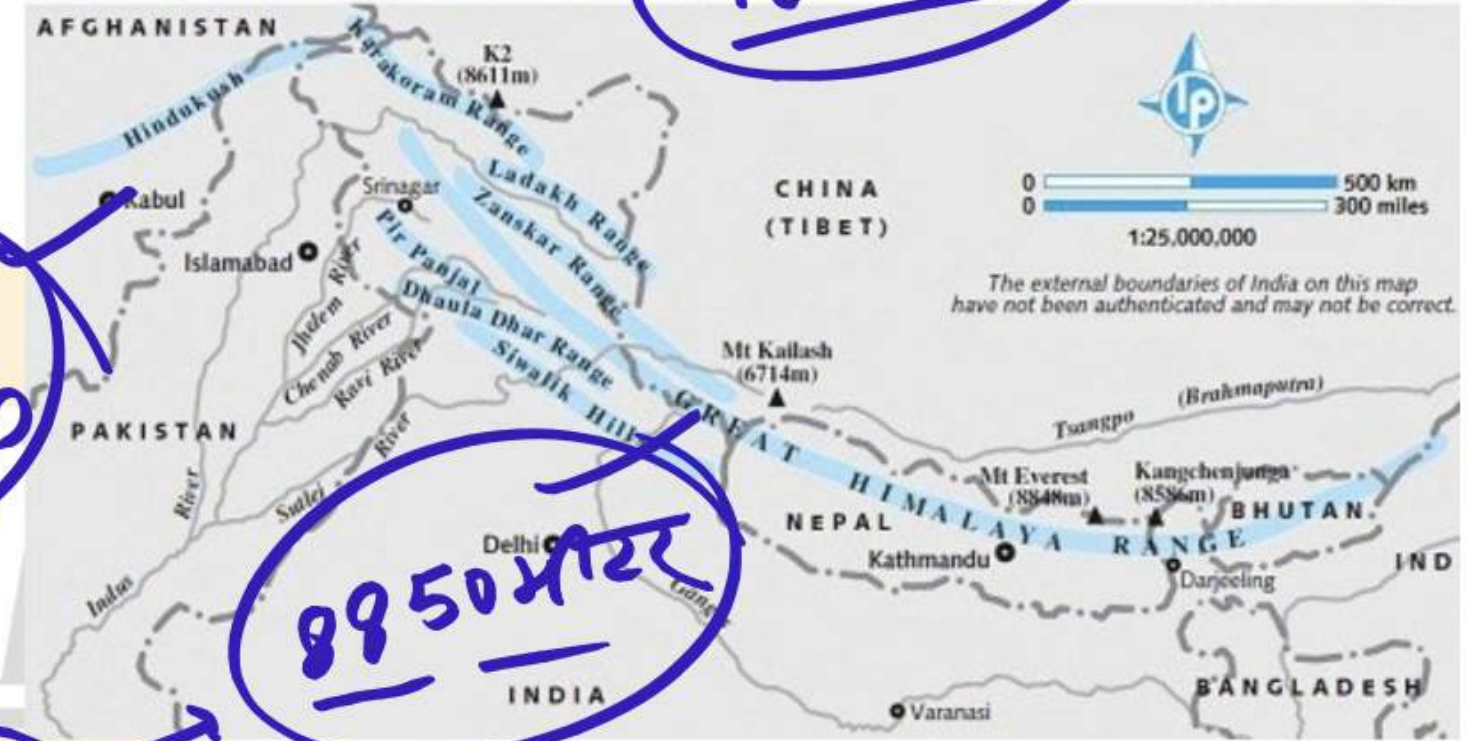 AFGHANISTAN
Karakoram Range
K2
(8611m)
Hindukush
lp
Ladakh Range
CHINA
(TIBET)
0 500 km
0 300 miles
1:25,000,000
Kabul
Srinagar
Zanskar Range
Islamabad
Pir Panjal
The external boundaries of India on this map
have not been authenticated and may not be correct.
Jhelem River
Dhaula Dhar Range
Chenab River
Ravi River
Siwalik Hill
Mt Kailash
(6714m)
PAKISTAN
GREAT HIMALAYA RANGE
Tsangpo (Brahmaputra)
Mt Everest
(8848m)
Kangchenjunga
(8586m)
BHUTAN
NEPAL
Sutlej River
Indus River
Delhi
Kathmandu
IND
Darjeeling
8850 मीटर
INDIA
BANGLADESH
Varanasi